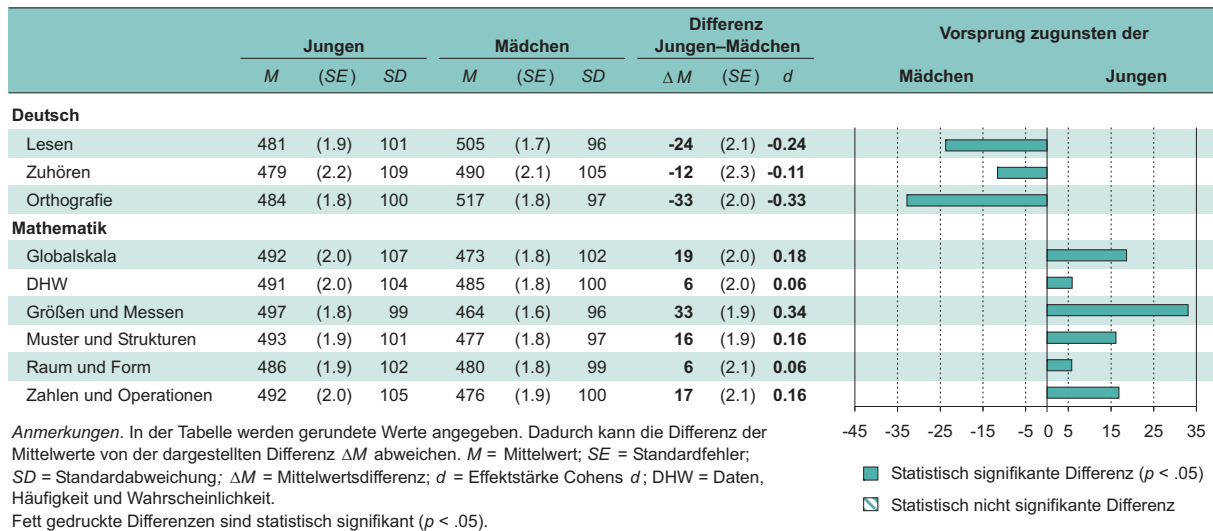 Jungen Mädchen Differenz Jungen–Mädchen Vorsprung zugunsten der
M (SE) SD M (SE) SD Δ M (SE) d Mädchen Jungen
Deutsch
Lesen 481 (1.9) 101 505 (1.7) 96 -24 (2.1) -0.24
Zuhören 479 (2.2) 109 490 (2.1) 105 -12 (2.3) -0.11
Orthografie 484 (1.8) 100 517 (1.8) 97 -33 (2.0) -0.33
Mathematik
Globalskala 492 (2.0) 107 473 (1.8) 102 19 (2.0) 0.18
DHW 491 (2.0) 104 485 (1.8) 100 6 (2.0) 0.06
Größen und Messen 497 (1.8) 99 464 (1.6) 96 33 (1.9) 0.34
Muster und Strukturen 493 (1.9) 101 477 (1.8) 97 16 (1.9) 0.16
Raum und Form 486 (1.9) 102 480 (1.8) 99 6 (2.1) 0.06
Zahlen und Operationen 492 (2.0) 105 476 (1.9) 100 17 (2.1) 0.16
-45 -35 -25 -15 -5 0 5 15 25 35
Anmerkungen. In der Tabelle werden gerundete Werte angegeben. Dadurch kann die Differenz der
Mittelwerte von der dargestellten Differenz ΔM abweichen. M = Mittelwert; SE = Standardfehler;
SD = Standardabweichung; ΔM = Mittelwertsdifferenz; d = Effektstärke Cohens d; DHW = Daten,
Häufigkeit und Wahrscheinlichkeit.
Fett gedruckte Differenzen sind statistisch signifikant (p < .05).
Statistisch signifikante Differenz (p < .05)
Statistisch nicht signifikante Differenz